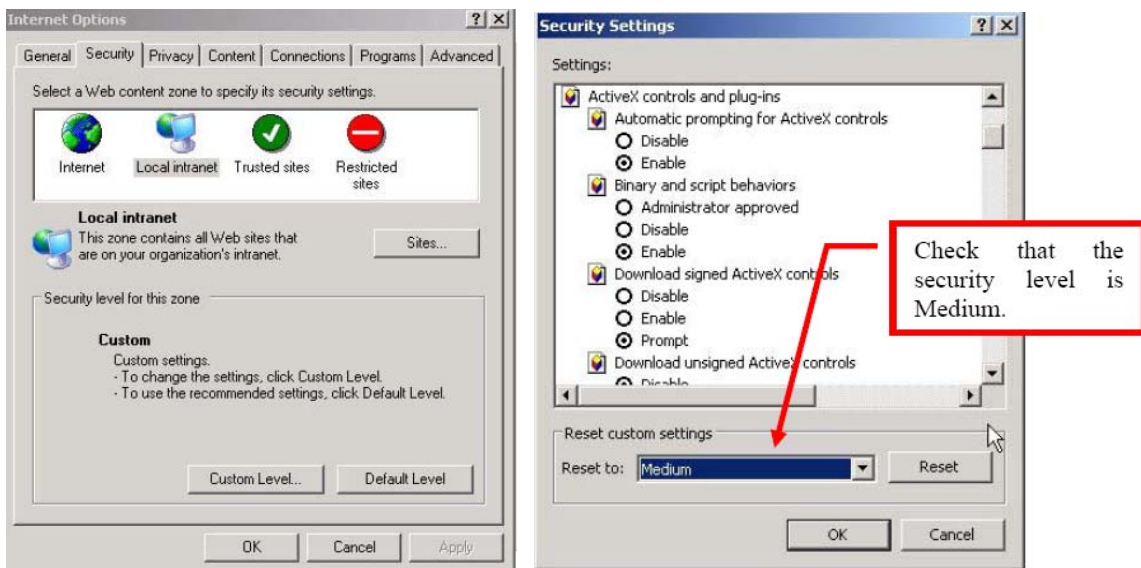 Internet Options
General Security Privacy Content Connections Programs Advanced
Select a Web content zone to specify its security settings.
Internet Local intranet Trusted sites Restricted
sites
Local intranet
This zone contains all Web sites that
are on your organization's intranet.
Sites...
Security level for this zone
Custom
Custom settings.
- To change the settings, click Custom Level.
- To use the recommended settings, click Default Level.
Custom Level... Default Level
OK Cancel Apply
Security Settings
Settings:
ActiveX controls and plug-ins
Automatic prompting for ActiveX controls
Disable
Enable
Binary and script behaviors
Administrator approved
Disable
Enable
Download signed ActiveX controls
Disable
Enable
Prompt
Download unsigned ActiveX controls
Disable
Reset custom settings
Reset to: Medium Reset
OK Cancel
Check that the
security level is
Medium.